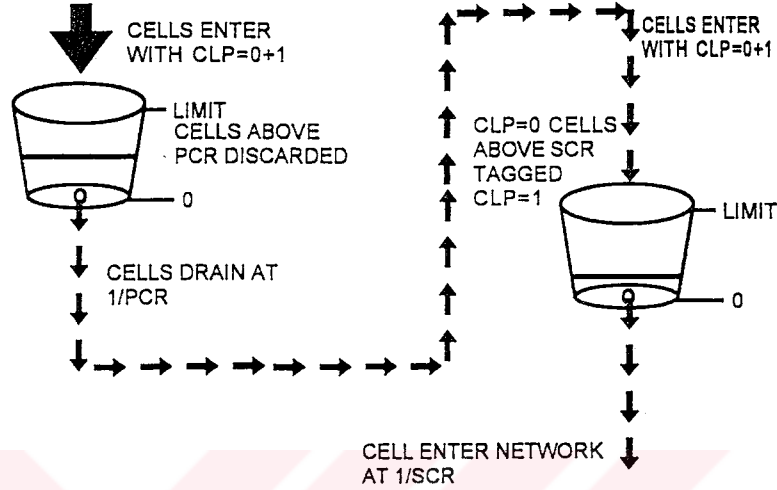 CELLS ENTER
WITH CLP=0+1
LIMIT
CELLS ABOVE
PCR DISCARDED
0
CELLS DRAIN AT
1/PCR
CLP=0 CELLS
ABOVE SCR
TAGGED
CLP=1
CELLS ENTER
WITH CLP=0+1
LIMIT
0
CELL ENTER NETWORK
AT 1/SCR